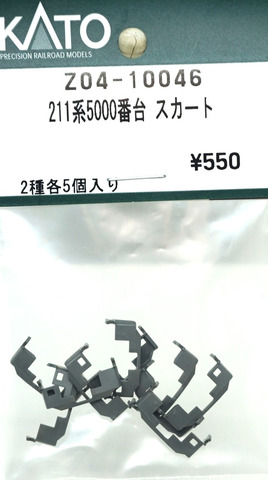 KATO
PRECISION RAILROAD MODELS
Z04-10046
211系5000番台 スカート
¥550
2種各5個入り